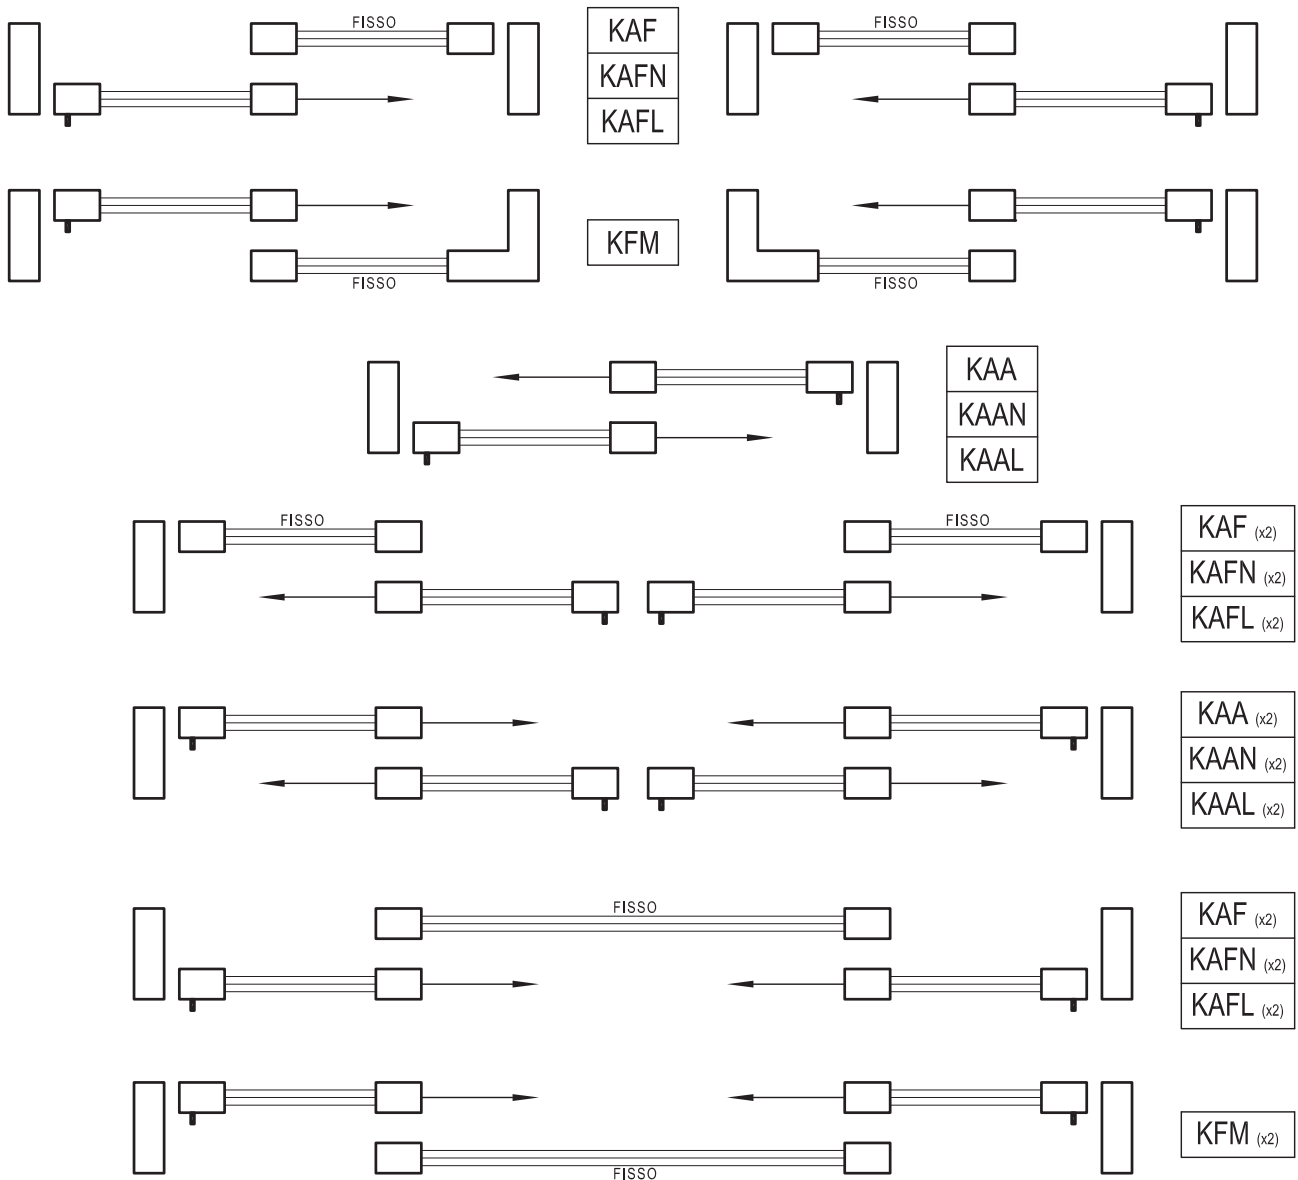 FISSO
KAF
KAFN
KAFL
FISSO
KFM
FISSO
FISSO
KAA
KAAN
KAAL
FISSO
FISSO
KAF (x2)
KAFN (x2)
KAFL (x2)
KAA (x2)
KAAN (x2)
KAAL (x2)
FISSO
KAF (x2)
KAFN (x2)
KAFL (x2)
KFM (x2)
FISSO